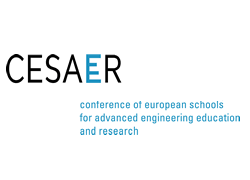 CESAER
conference of european schools
for advanced engineering education
and research